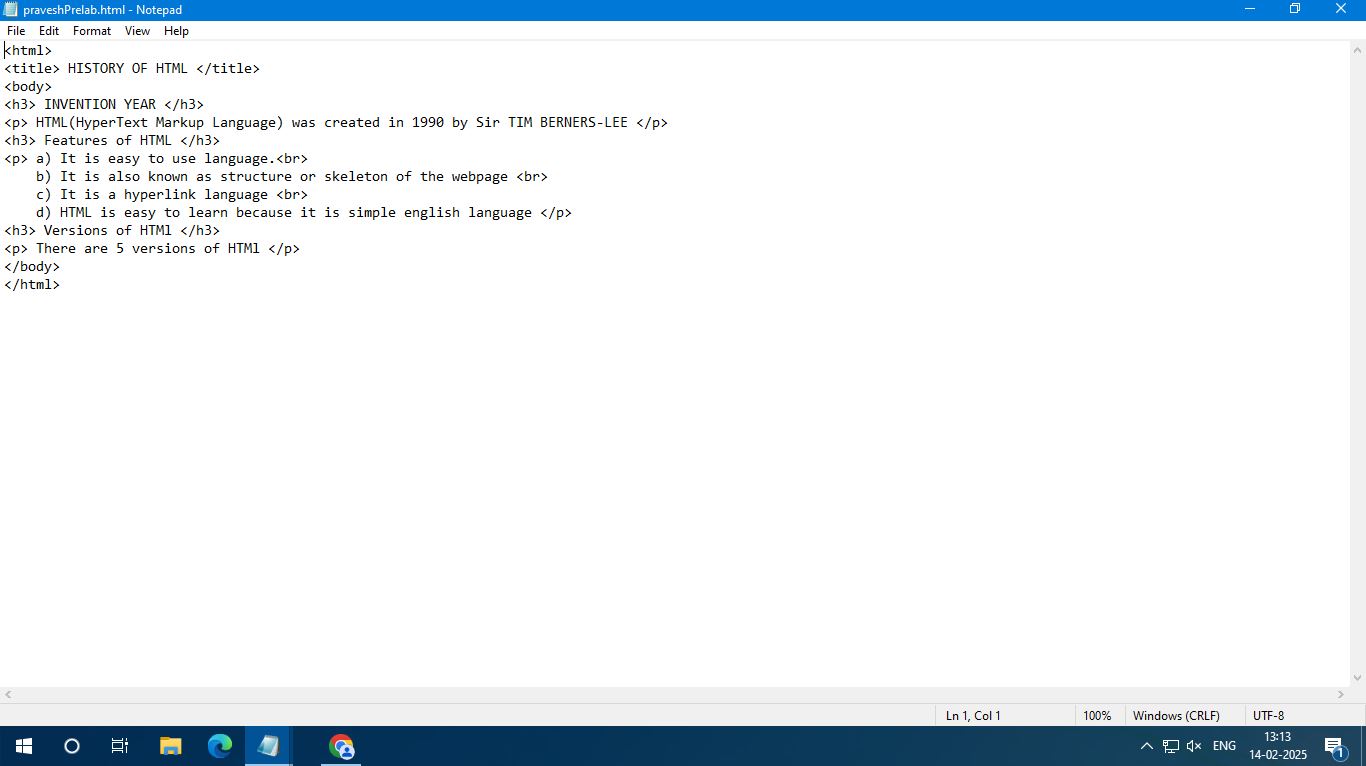 praveshPrelab.html - Notepad
File Edit Format View Help
<html>
<title> HISTORY OF HTML </title>
<body>
<h3> INVENTION YEAR </h3>
<p> HTML(HyperText Markup Language) was created in 1990 by Sir TIM BERNERS-LEE </p>
<h3> Features of HTML </h3>
<p> a) It is easy to use language.<br>
    b) It is also known as structure or skeleton of the webpage <br>
    c) It is a hyperlink language <br>
    d) HTML is easy to learn because it is simple english language </p>
<h3> Versions of HTMl </h3>
<p> There are 5 versions of HTMl </p>
</body>
</html>
Ln 1, Col 1 100% Windows (CRLF) UTF-8
ENG
13:13
14-02-2025
1